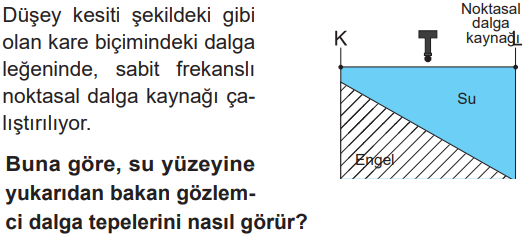 Düşey kesiti şekildeki gibi
olan kare biçimindeki dalga
leğeninde, sabit frekanslı
noktasal dalga kaynağı ça-
lıştırılıyor.
Buna göre, su yüzeyine
yukarıdan bakan gözlem-
ci dalga tepelerini nasıl görür?
Noktasal
dalga
kaynağı
K
L
Su
Engel